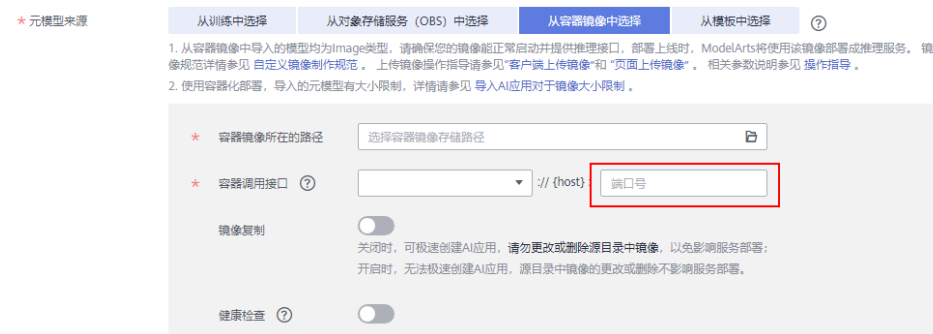 * 元模型来源 从训练中选择 从对象存储服务（OBS）中选择 从容器镜像中选择 从模板中选择 ?
1. 从容器镜像中导入的模型均为Image类型，请确保您的镜像能正常启动并提供推理接口，部署上线时，ModelArts将使用该镜像部署成推理服务。 镜
像规范详情参见 自定义镜像制作规范 。 上传镜像操作指导请参见"客户端上传镜像"和 "页面上传镜像" 。 相关参数说明参见 操作指导 。
2. 使用容器化部署，导入的元模型有大小限制，详情请参见 导入AI应用对于镜像大小限制 。
* 容器镜像所在的路径 选择容器镜像存储路径
* 容器调用接口 ? :// {host} : 端口号
镜像复制
关闭时，可极速创建AI应用，请勿更改或删除源目录中镜像，以免影响服务部署；
开启时，无法极速创建AI应用，源目录中镜像的更改或删除不影响服务部署。
健康检查 ?